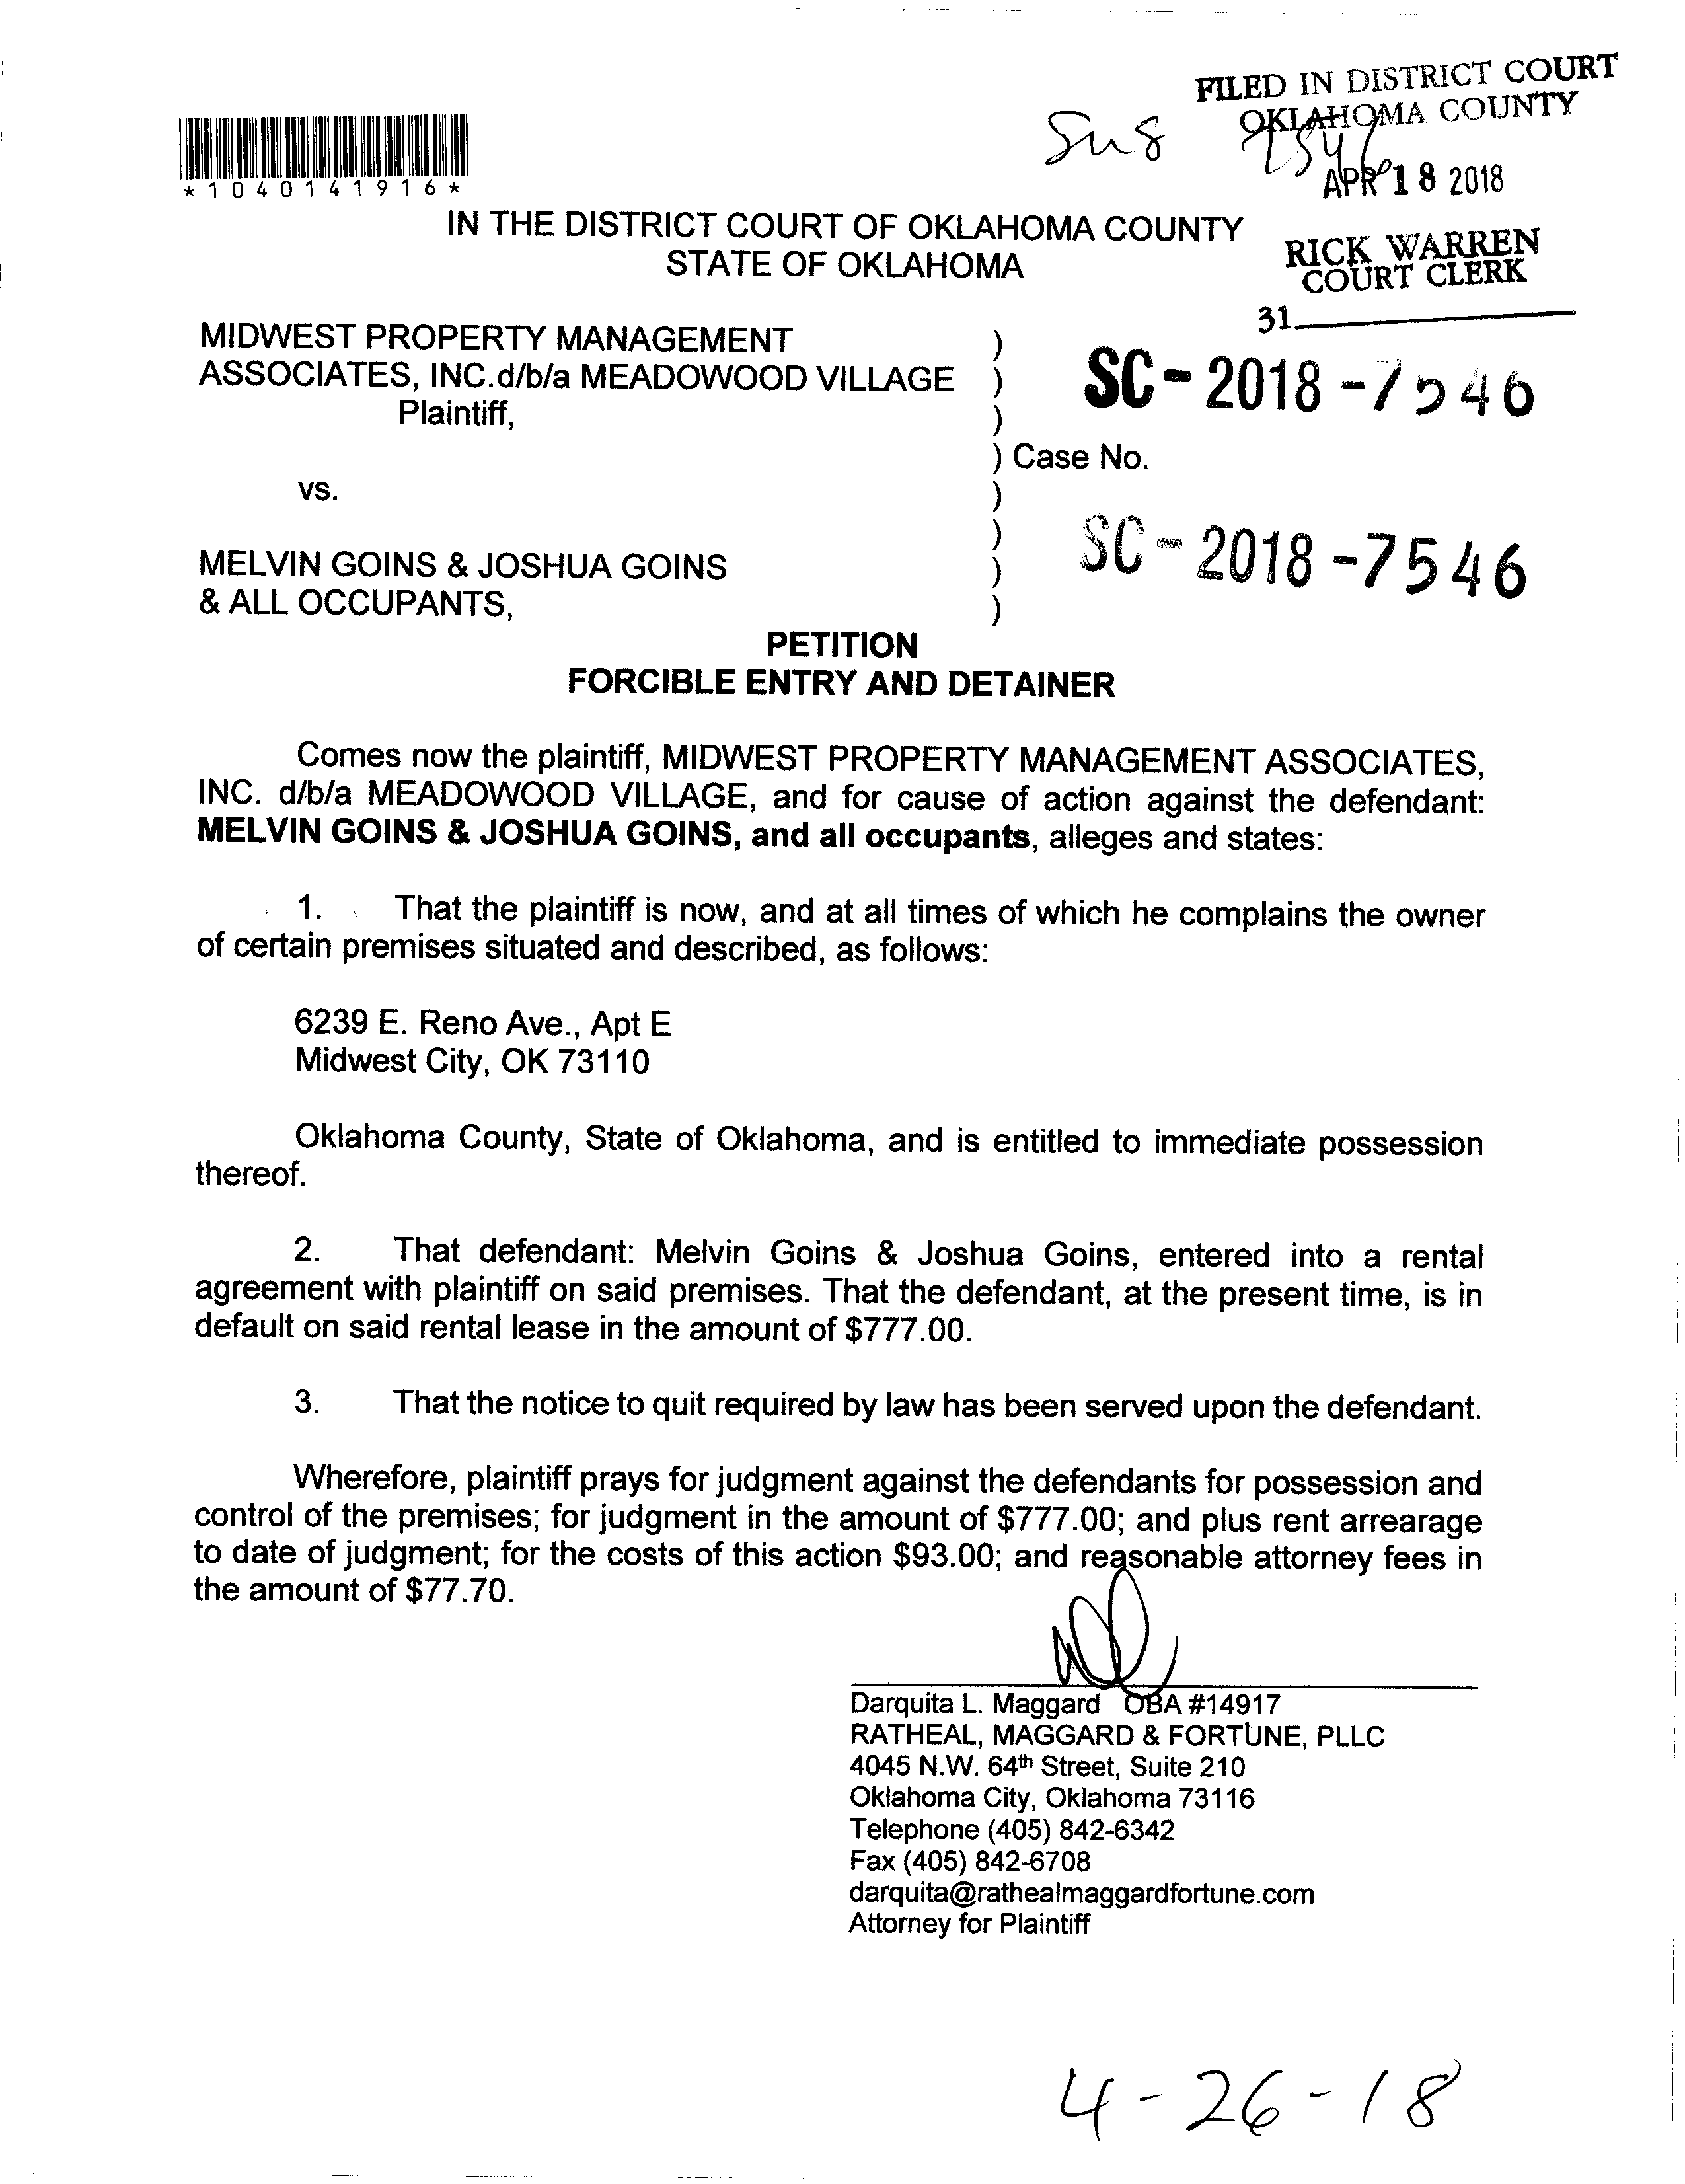 FILED IN DISTRICT COURT
OKLAHOMA COUNTY
APR 18 2018
RICK WARREN
COURT CLERK
31
*1040141916*
IN THE DISTRICT COURT OF OKLAHOMA COUNTY
STATE OF OKLAHOMA
MIDWEST PROPERTY MANAGEMENT )
ASSOCIATES, INC.d/b/a MEADOWOOD VILLAGE ) SC-2018-7546
Plaintiff, )
) Case No.
vs. )
) SC-2018-7546
MELVIN GOINS & JOSHUA GOINS )
& ALL OCCUPANTS, )
PETITION
FORCIBLE ENTRY AND DETAINER
Comes now the plaintiff, MIDWEST PROPERTY MANAGEMENT ASSOCIATES,
INC. d/b/a MEADOWOOD VILLAGE, and for cause of action against the defendant:
MELVIN GOINS & JOSHUA GOINS, and all occupants, alleges and states:
1. That the plaintiff is now, and at all times of which he complains the owner
of certain premises situated and described, as follows:
6239 E. Reno Ave., Apt E
Midwest City, OK 73110
Oklahoma County, State of Oklahoma, and is entitled to immediate possession
thereof.
2. That defendant: Melvin Goins & Joshua Goins, entered into a rental
agreement with plaintiff on said premises. That the defendant, at the present time, is in
default on said rental lease in the amount of $777.00.
3. That the notice to quit required by law has been served upon the defendant.
Wherefore, plaintiff prays for judgment against the defendants for possession and
control of the premises; for judgment in the amount of $777.00; and plus rent arrearage
to date of judgment; for the costs of this action $93.00; and reasonable attorney fees in
the amount of $77.70.
Darquita L. Maggard OBA #14917
RATHEAL, MAGGARD & FORTUNE, PLLC
4045 N.W. 64th Street, Suite 210
Oklahoma City, Oklahoma 73116
Telephone (405) 842-6342
Fax (405) 842-6708
darquita@rathealmaggardfortune.com
Attorney for Plaintiff
4-26-18